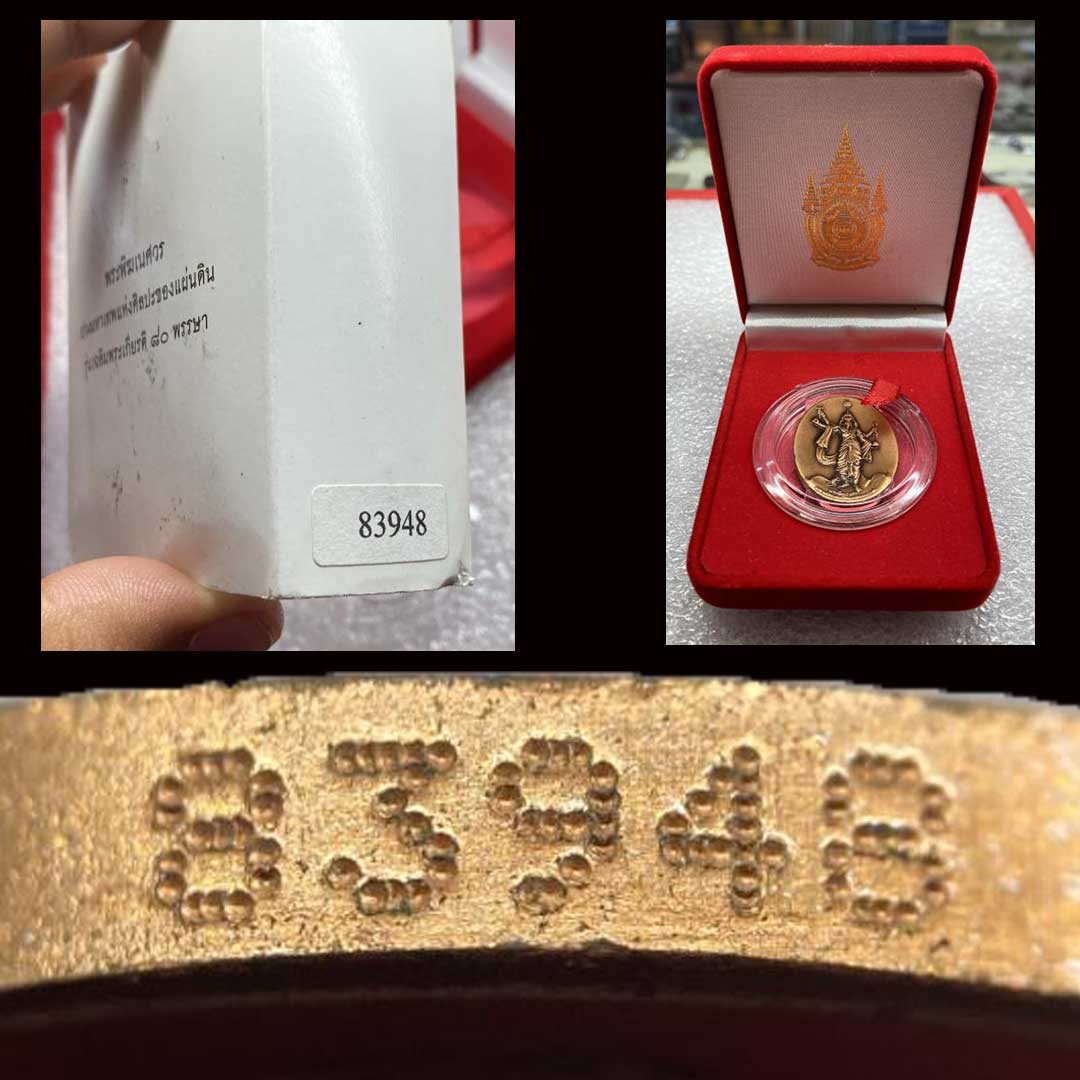 พระพิฆเนศวร
แห่งศิลปะของแผ่นดิน
รุ่นเฉลิมพระเกียรติ ๘๐ พรรษา
83948
83948